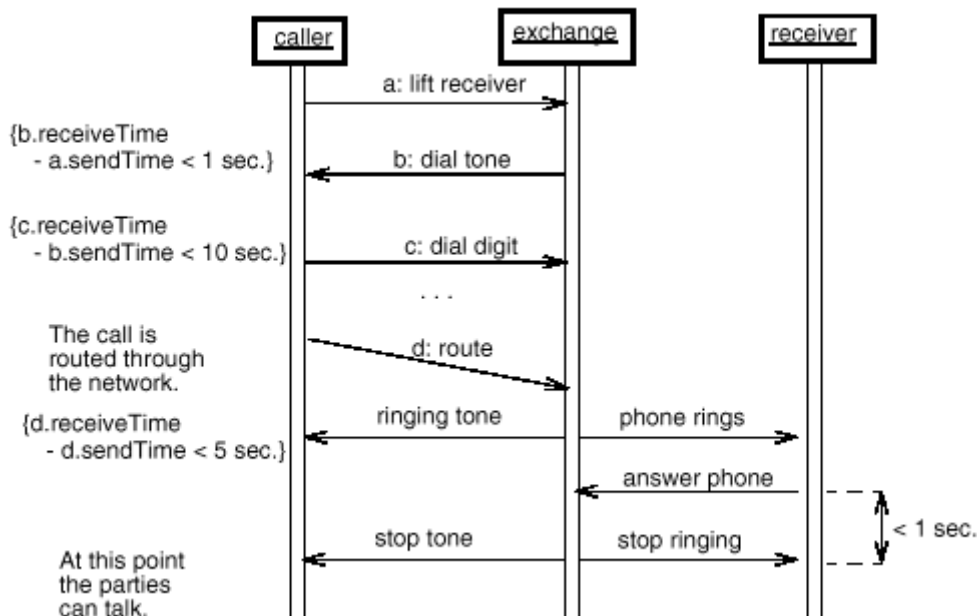 caller
exchange
receiver
a: lift receiver
{b.receiveTime
- a.sendTime < 1 sec.}
b: dial tone
{c.receiveTime
- b.sendTime < 10 sec.}
c: dial digit
. . .
The call is
routed through
the network.
d: route
{d.receiveTime
- d.sendTime < 5 sec.}
ringing tone
phone rings
answer phone
< 1 sec.
stop tone
stop ringing
At this point
the parties
can talk.